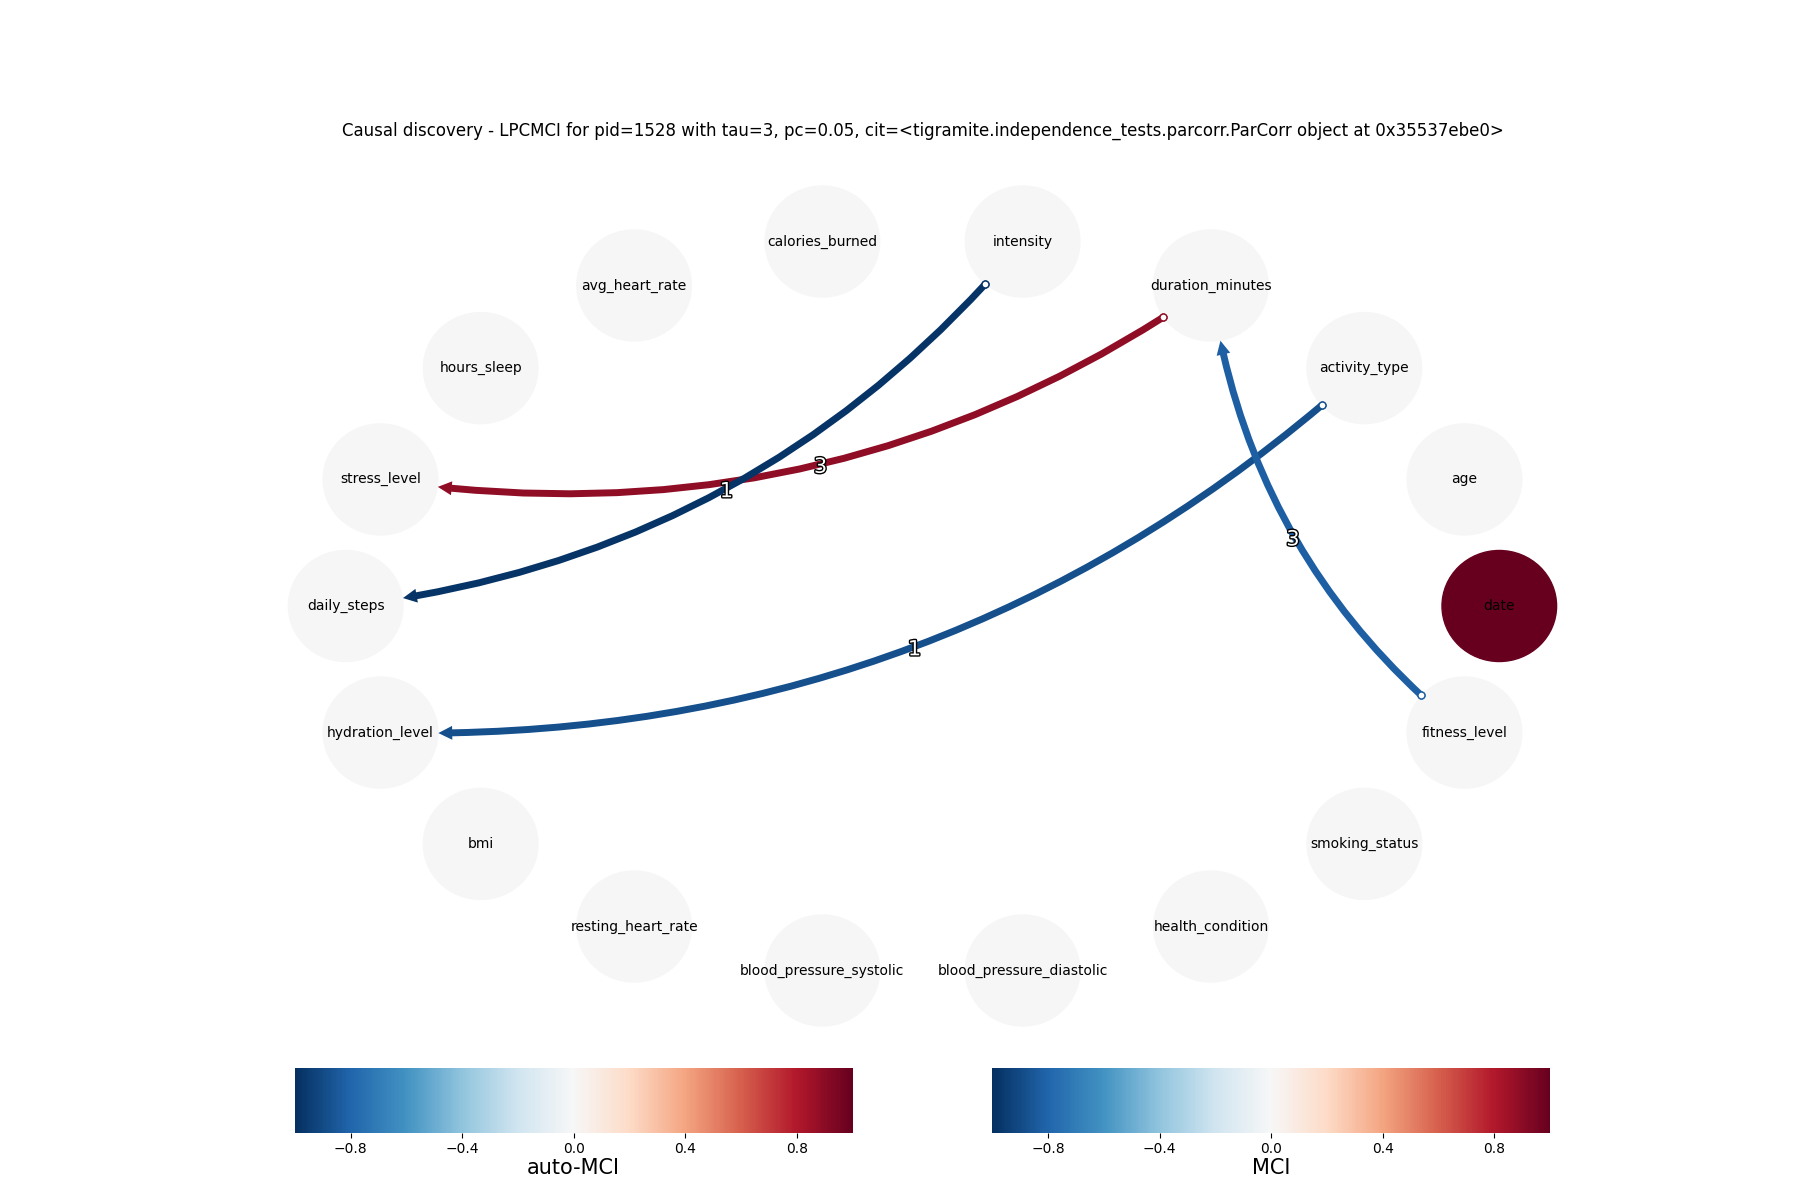 Causal discovery - LPCMCI for pid=1528 with tau=3, pc=0.05, cit=<tigramite.independence_tests.parcorr.ParCorr object at 0x35537ebe0>
calories_burned
intensity
avg_heart_rate
duration_minutes
hours_sleep
activity_type
3
stress_level
age
1
3
daily_steps
date
1
hydration_level
fitness_level
bmi
smoking_status
resting_heart_rate
health_condition
blood_pressure_systolic
blood_pressure_diastolic
−0.8 −0.4 0.0 0.4 0.8
auto-MCI
−0.8 −0.4 0.0 0.4 0.8
MCI